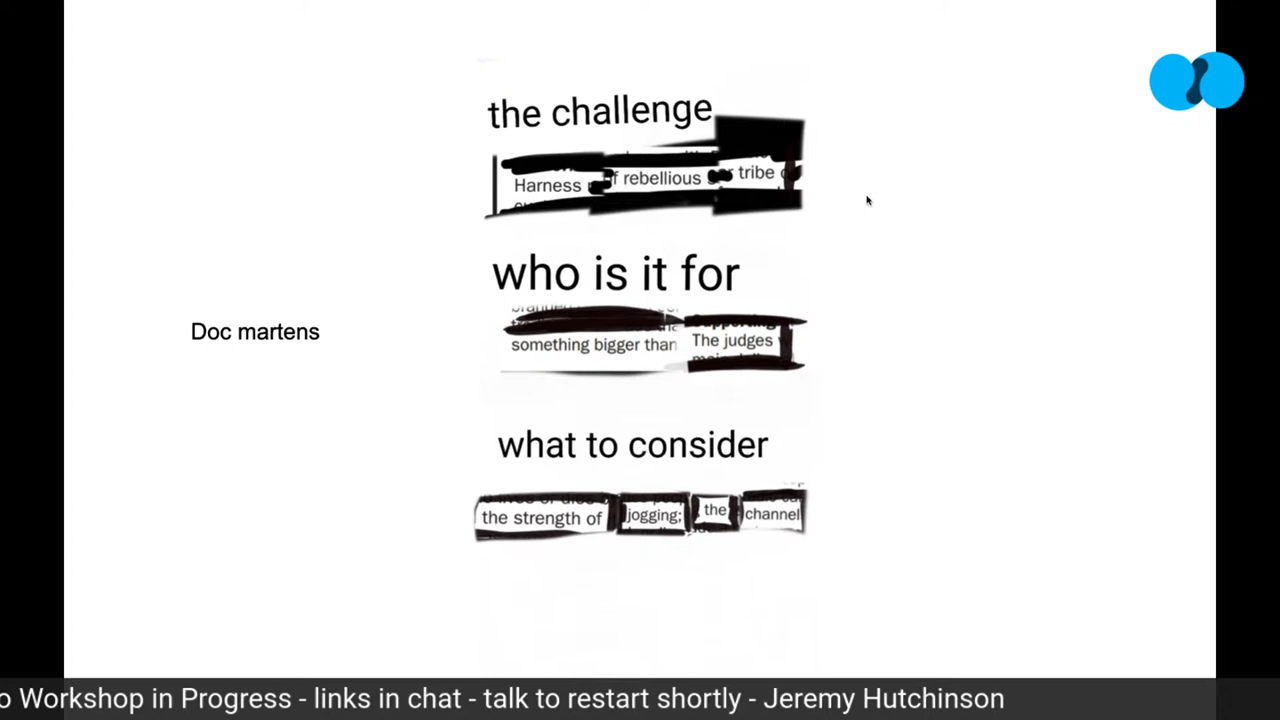 the challenge
Harness of rebellious tribe
who is it for
Doc martens
something bigger than The judges
what to consider
the strength of jogging; the channel
o Workshop in Progress - links in chat - talk to restart shortly - Jeremy Hutchinson